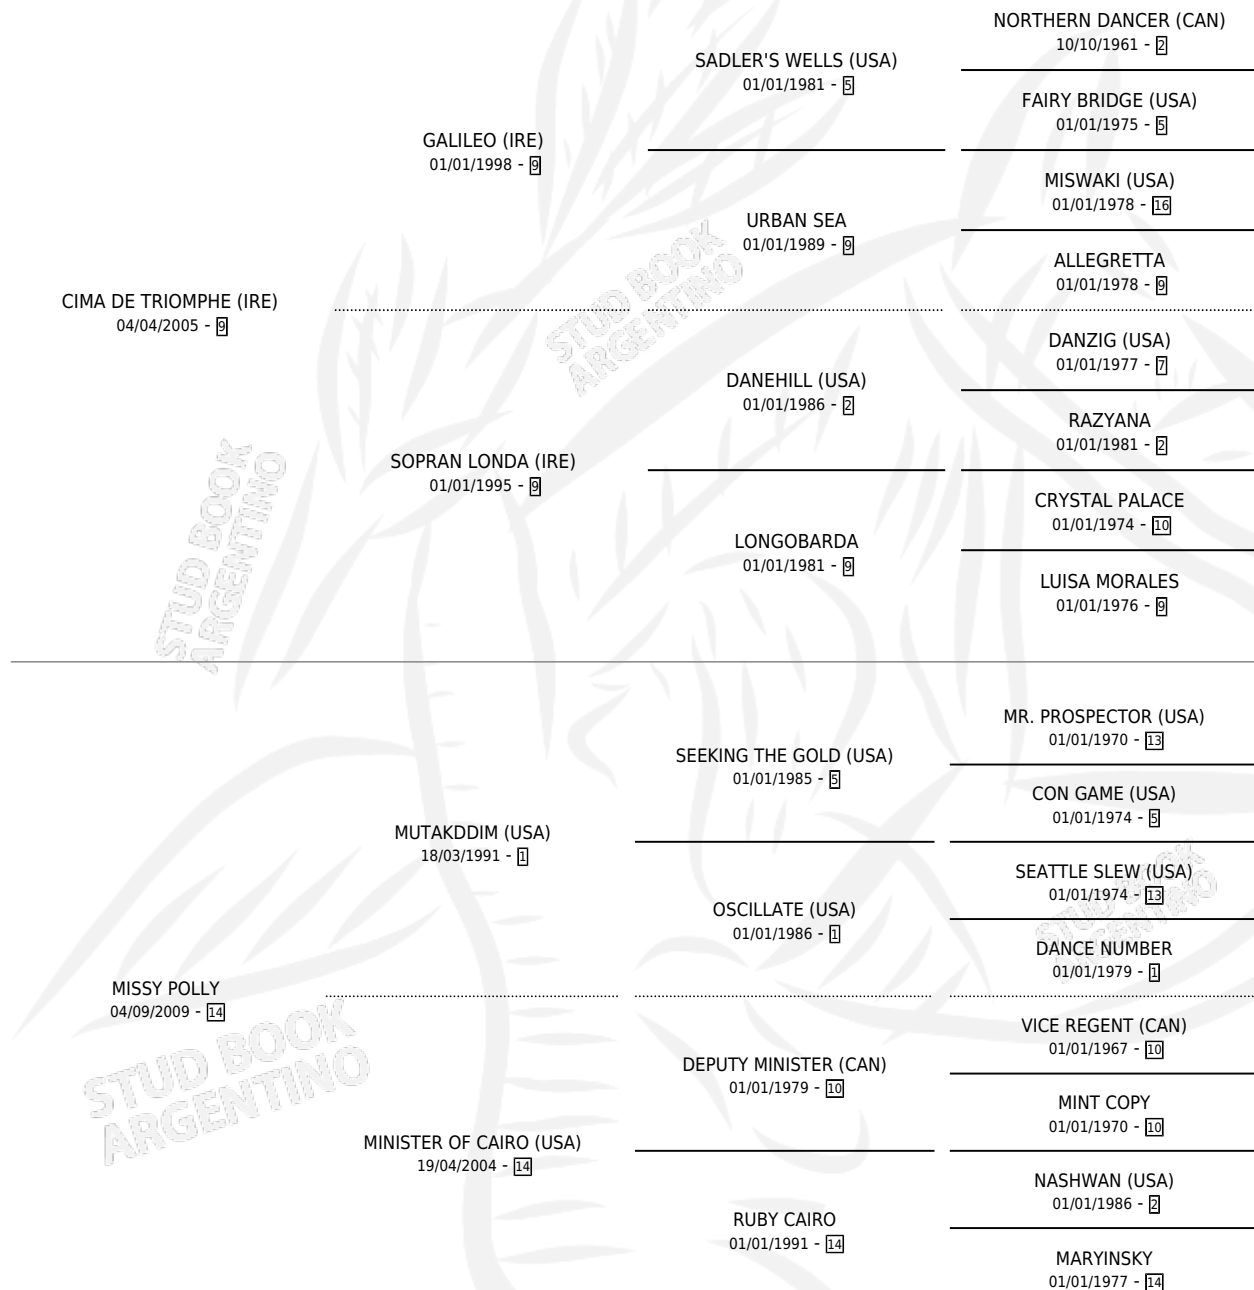 NORTHERN DANCER (CAN)
10/10/1961 - 2
SADLER'S WELLS (USA)
01/01/1981 - 5
FAIRY BRIDGE (USA)
01/01/1975 - 5
GALILEO (IRE)
01/01/1998 - 9
MISWAKI (USA)
01/01/1978 - 16
URBAN SEA
01/01/1989 - 9
ALLEGRETTA
01/01/1978 - 9
CIMA DE TRIOMPHE (IRE)
04/04/2005 - 9
DANZIG (USA)
01/01/1977 - 7
DANEHILL (USA)
01/01/1986 - 2
RAZYANA
01/01/1981 - 2
SOPRAN LONDA (IRE)
01/01/1995 - 9
CRYSTAL PALACE
01/01/1974 - 10
LONGOBARDA
01/01/1981 - 9
LUISA MORALES
01/01/1976 - 9
MR. PROSPECTOR (USA)
01/01/1970 - 13
SEEKING THE GOLD (USA)
01/01/1985 - 5
CON GAME (USA)
01/01/1974 - 5
MUTAKDDIM (USA)
18/03/1991 - 1
SEATTLE SLEW (USA)
01/01/1974 - 13
OSCILLATE (USA)
01/01/1986 - 1
DANCE NUMBER
01/01/1979 - 1
MISSY POLLY
04/09/2009 - 14
VICE REGENT (CAN)
01/01/1967 - 10
DEPUTY MINISTER (CAN)
01/01/1979 - 10
MINT COPY
01/01/1970 - 10
MINISTER OF CAIRO (USA)
19/04/2004 - 14
NASHWAN (USA)
01/01/1986 - 2
RUBY CAIRO
01/01/1991 - 14
MARYINSKY
01/01/1977 - 14
STUD BOOK
ARGENTINO
STUD BOOK
ARGENTINO
STUD BOOK
ARGENTINO
STUD BOOK
ARGENTINO